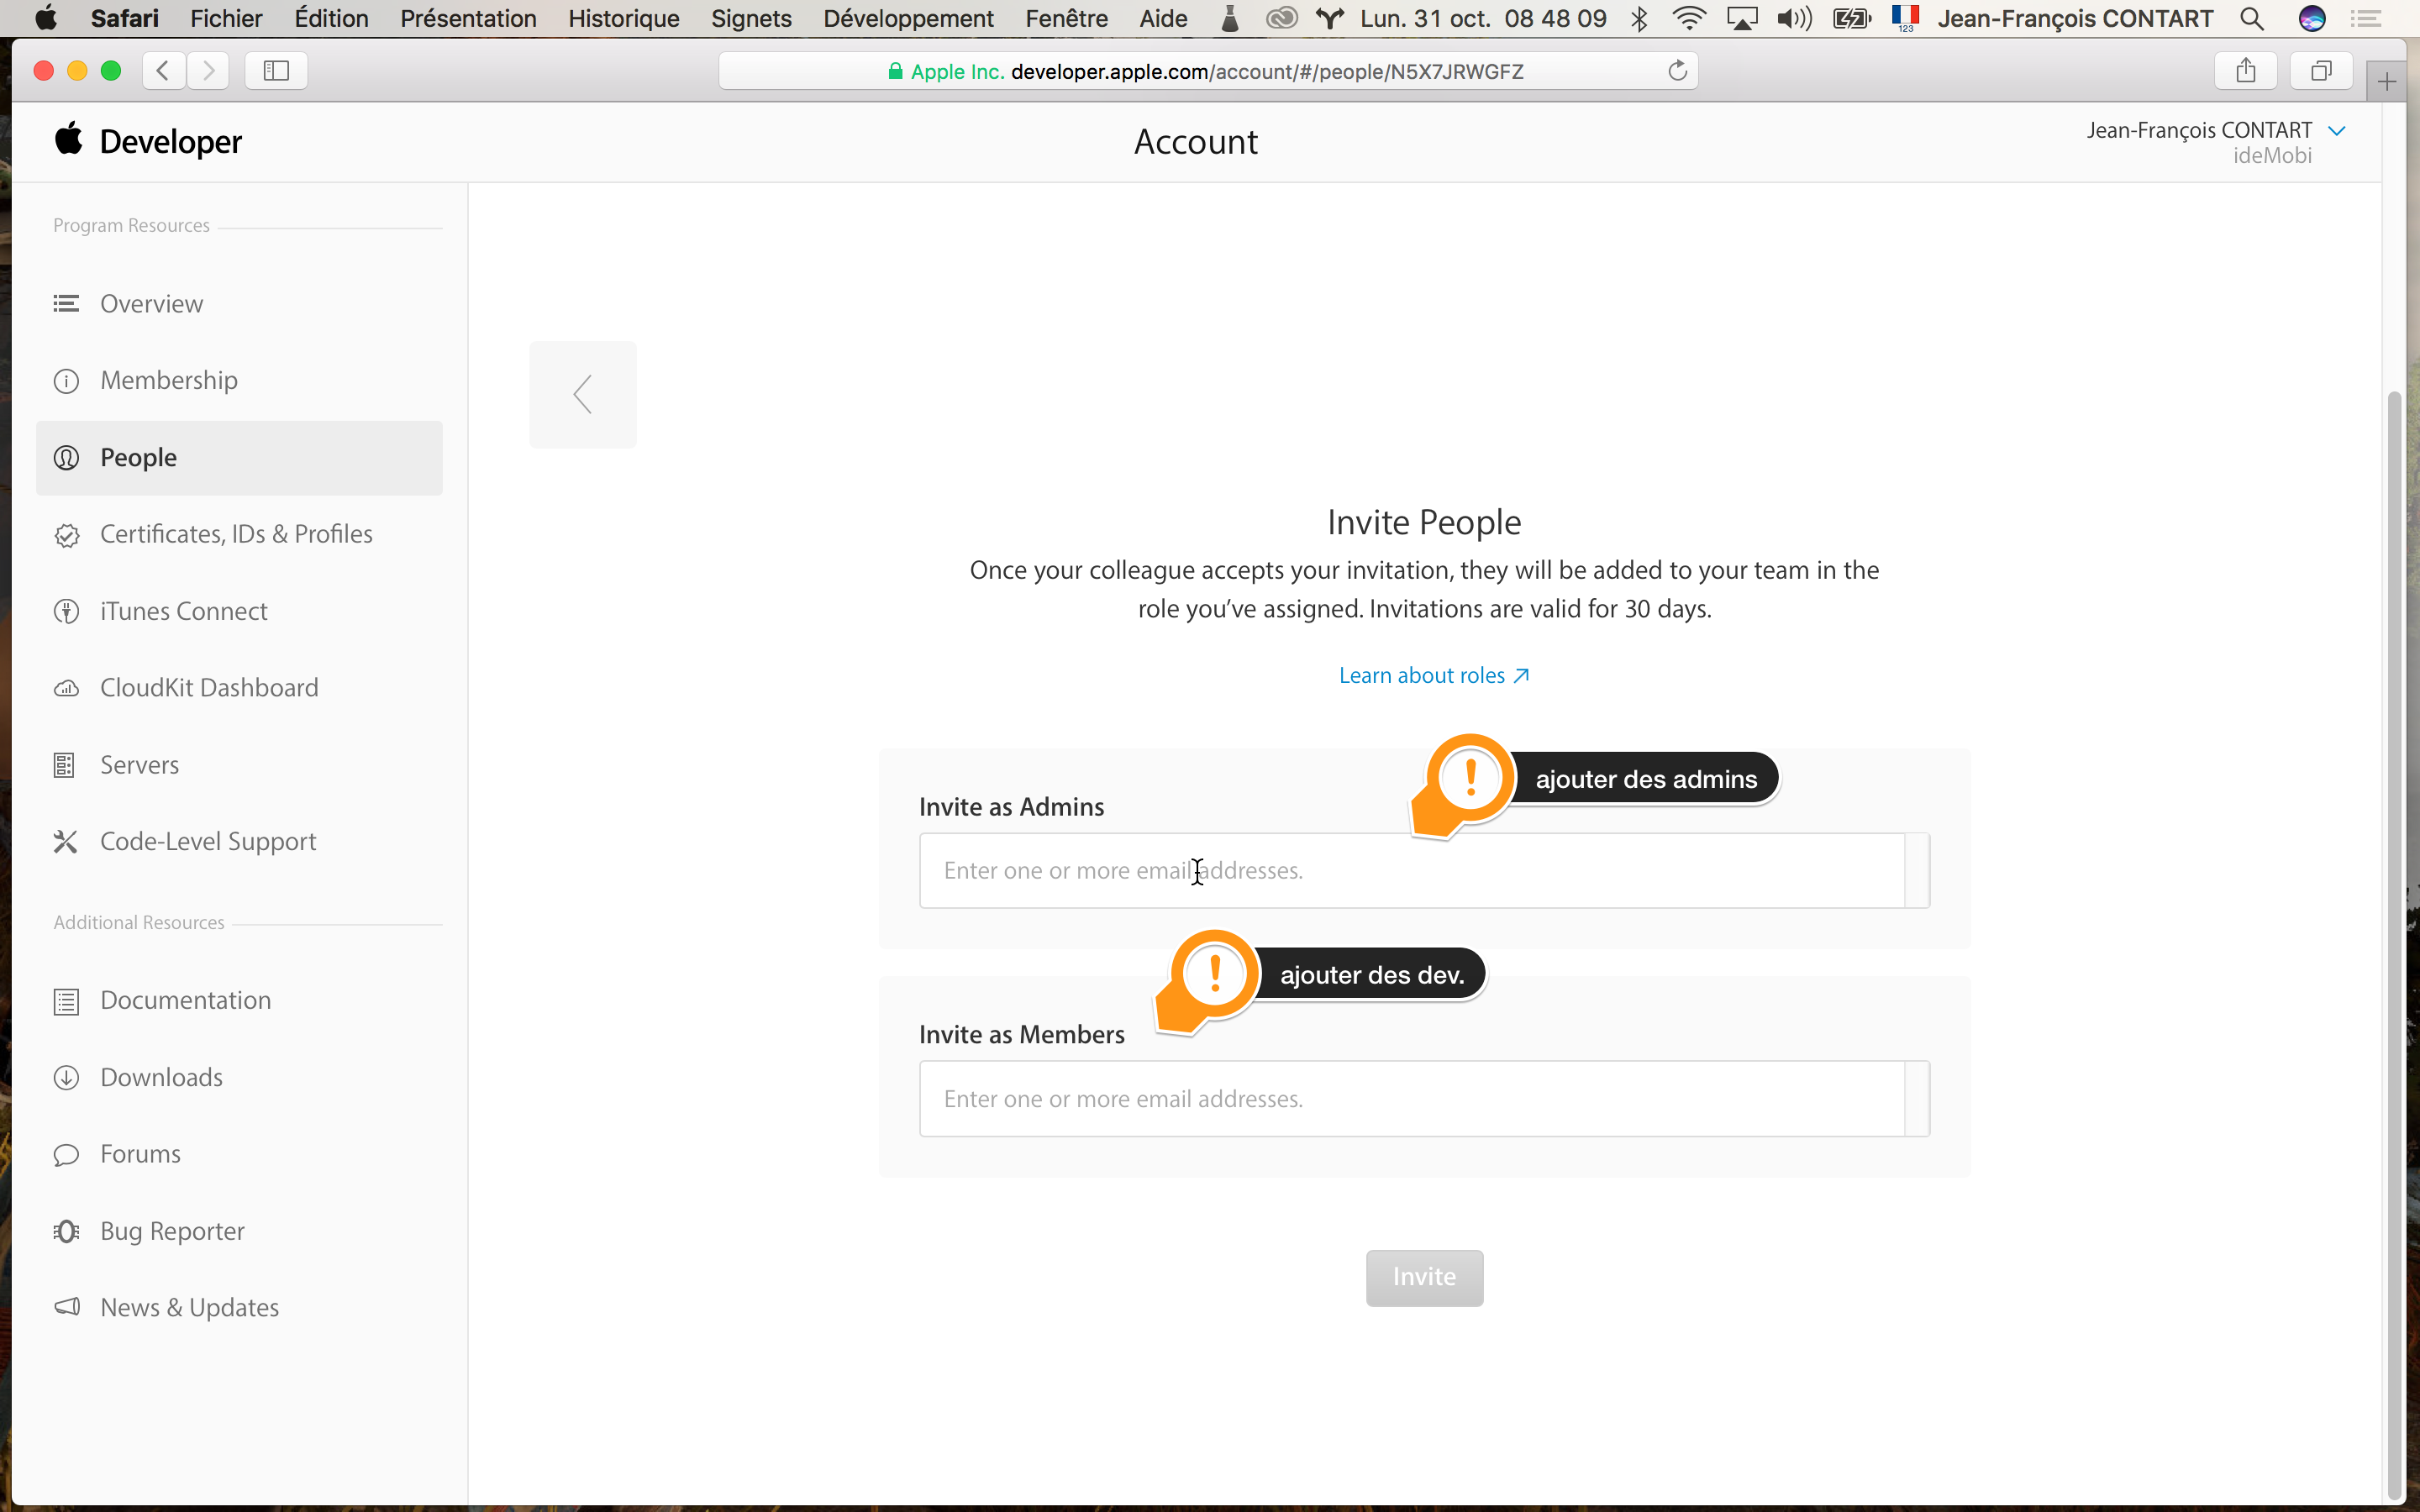 Safari Fichier Édition Présentation Historique Signets Développement Fenêtre Aide Lun. 31 oct. 08 48 09 123 Jean-François CONTART
Apple Inc. developer.apple.com/account/#/people/N5X7JRWGFZ
Developer
Account
Jean-François CONTART
ideMobi
Program Resources
Overview
Membership
People
Certificates, IDs & Profiles
iTunes Connect
CloudKit Dashboard
Servers
Code-Level Support
Additional Resources
Documentation
Downloads
Forums
Bug Reporter
News & Updates
Invite People
Once your colleague accepts your invitation, they will be added to your team in the
role you’ve assigned. Invitations are valid for 30 days.
Learn about roles
ajouter des admins
Invite as Admins
Enter one or more email addresses.
ajouter des dev.
Invite as Members
Enter one or more email addresses.
Invite